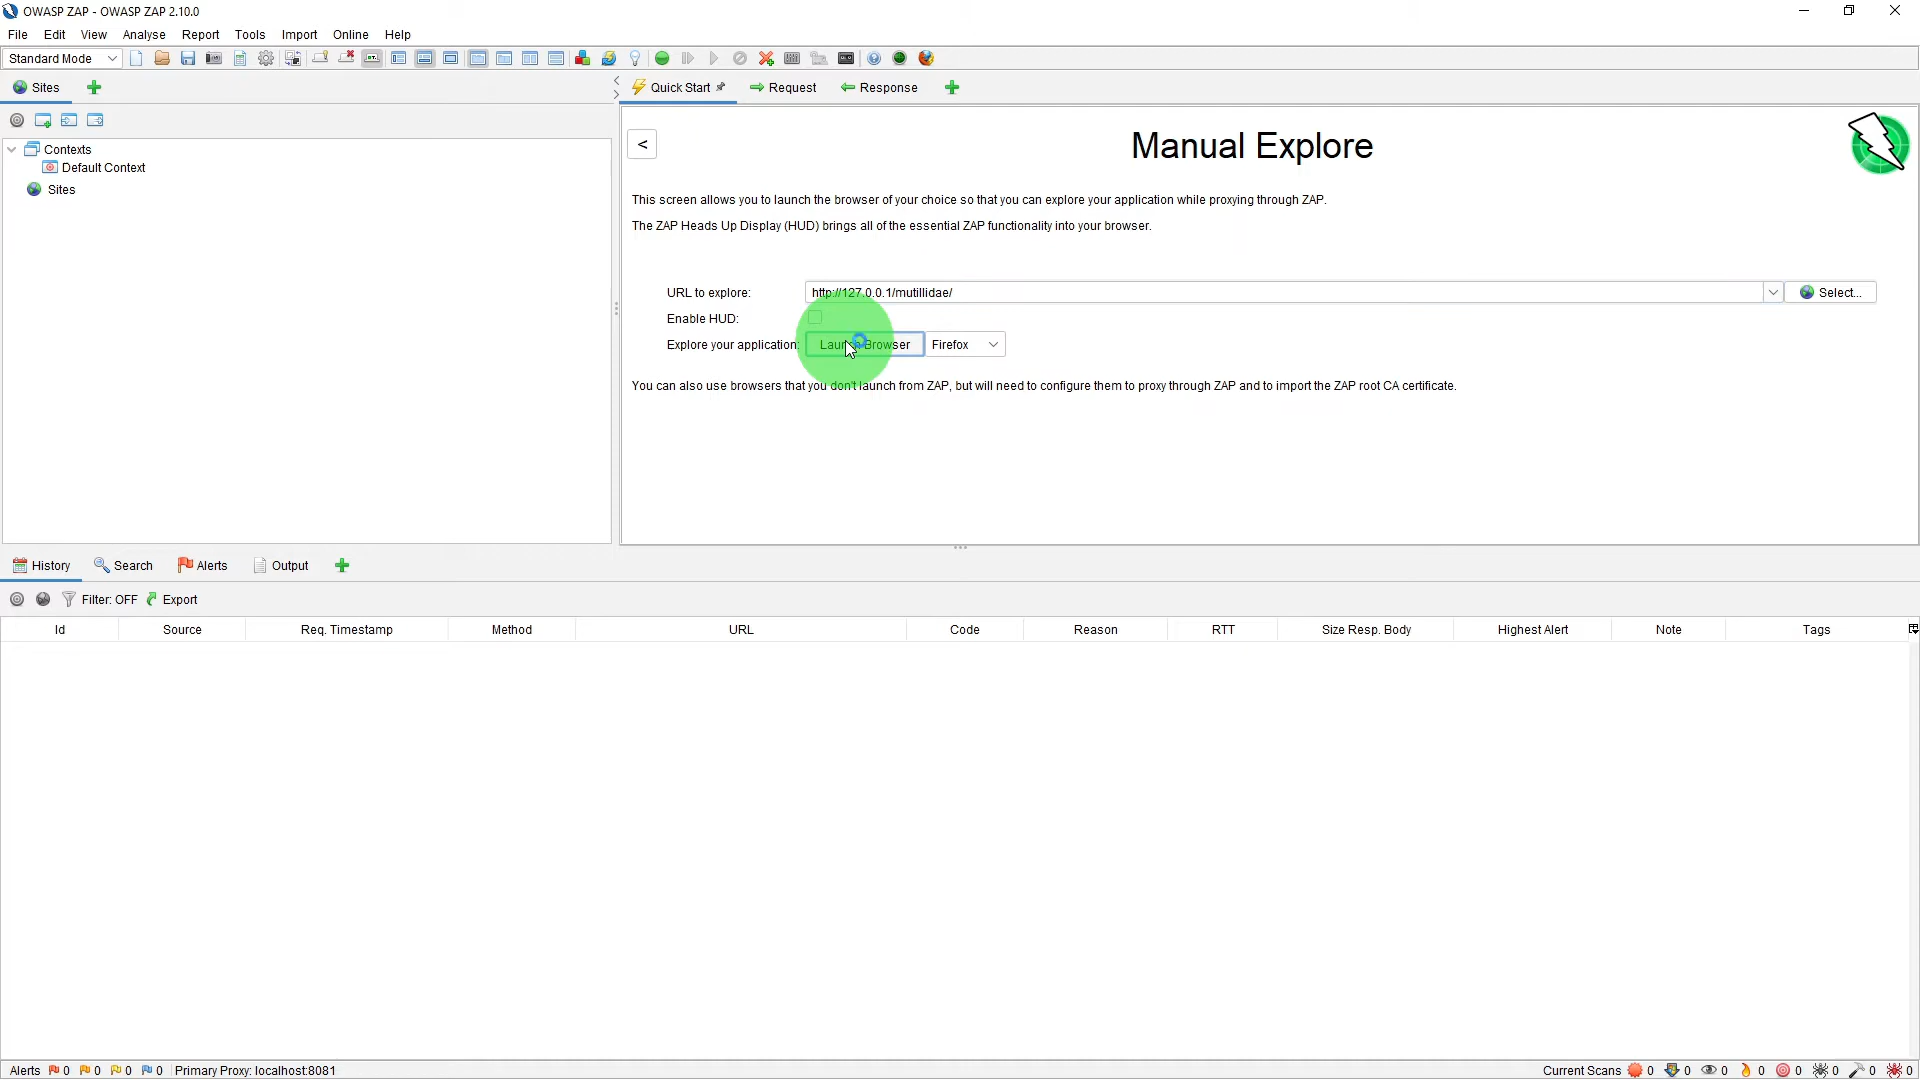 OWASP ZAP - OWASP ZAP 2.10.0
File Edit View Analyse Report Tools Import Online Help
Standard Mode
Sites
Quick Start Request Response
<
Manual Explore
Contexts
Default Context
Sites
This screen allows you to launch the browser of your choice so that you can explore your application while proxying through ZAP.
The ZAP Heads Up Display (HUD) brings all of the essential ZAP functionality into your browser.
URL to explore: http://127.0.0.1/mutillidae/ Select...
Enable HUD:
Explore your application: Launch Browser Firefox
You can also use browsers that you don't launch from ZAP, but will need to configure them to proxy through ZAP and to import the ZAP root CA certificate.
History Search Alerts Output
Filter: OFF Export
Id Source Req. Timestamp Method URL Code Reason RTT Size Resp. Body Highest Alert Note Tags
Alerts 0 0 0 0 Primary Proxy: localhost:8081 Current Scans 0 0 0 0 0 0 0 0